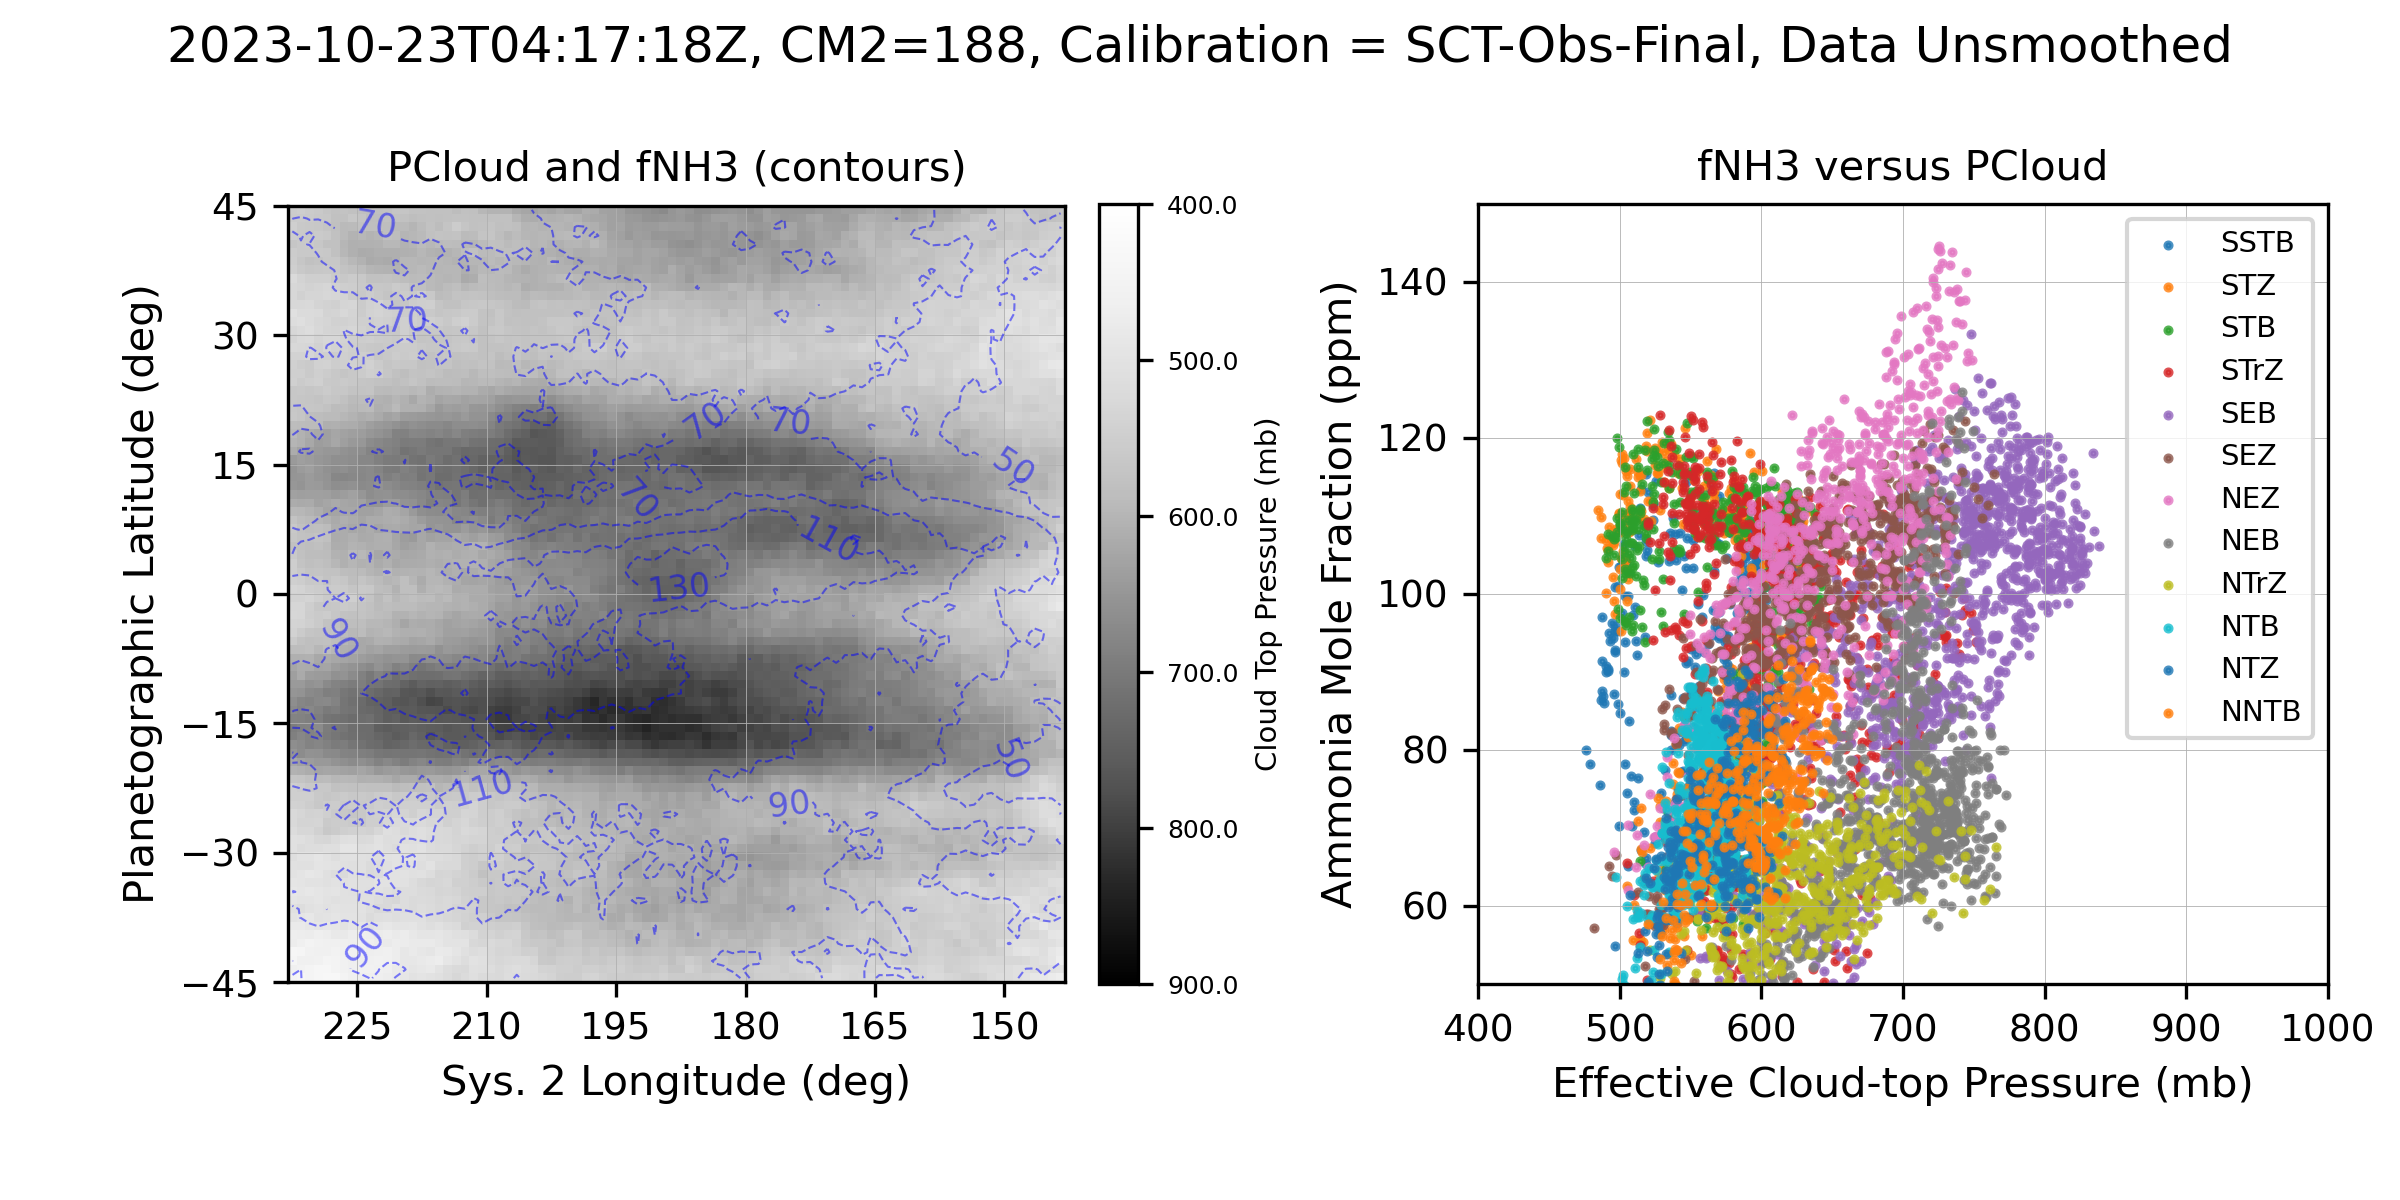 2023-10-23T04:17:18Z, CM2=188, Calibration = SCT-Obs-Final, Data Unsmoothed
PCloud and fNH3 (contours)
45
30
15
0
−15
−30
−45
Planetographic Latitude (deg)
225
210
195
180
165
150
Sys. 2 Longitude (deg)
70
70
70
70
50
70
110
130
90
50
110
90
90
400.0
500.0
600.0
700.0
800.0
900.0
Cloud Top Pressure (mb)
fNH3 versus PCloud
140
120
100
80
60
Ammonia Mole Fraction (ppm)
400
500
600
700
800
900
1000
Effective Cloud-top Pressure (mb)
SSTB
STZ
STB
STrZ
SEB
SEZ
NEZ
NEB
NTrZ
NTB
NTZ
NNTB